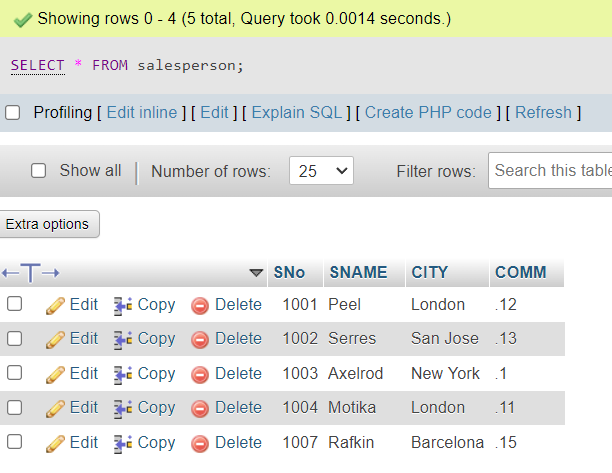 Showing rows 0 - 4 (5 total, Query took 0.0014 seconds.)
SELECT * FROM salesperson;
Profiling [ Edit inline ] [ Edit ] [ Explain SQL ] [ Create PHP code ] [ Refresh ]
Show all | Number of rows: 25 Filter rows: Search this table
Extra options
SNo SNAME CITY COMM
Edit Copy Delete 1001 Peel London .12
Edit Copy Delete 1002 Serres San Jose .13
Edit Copy Delete 1003 Axelrod New York .1
Edit Copy Delete 1004 Motika London .11
Edit Copy Delete 1007 Rafkin Barcelona .15